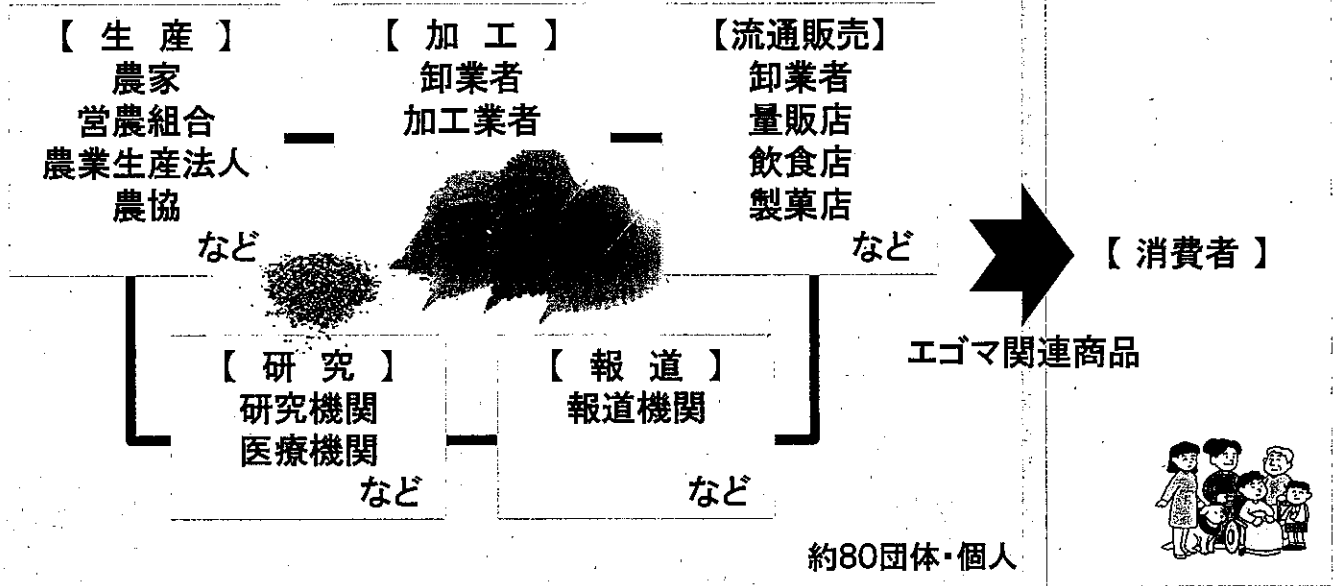 【 生 産 】
農家
営農組合
農業生産法人
農協
など
【 加 工 】
卸業者
加工業者
【流通販売】
卸業者
量販店
飲食店
製菓店
など
【 消費者 】
エゴマ関連商品
【 研 究 】
研究機関
医療機関
など
【 報 道 】
報道機関
など
約80団体・個人